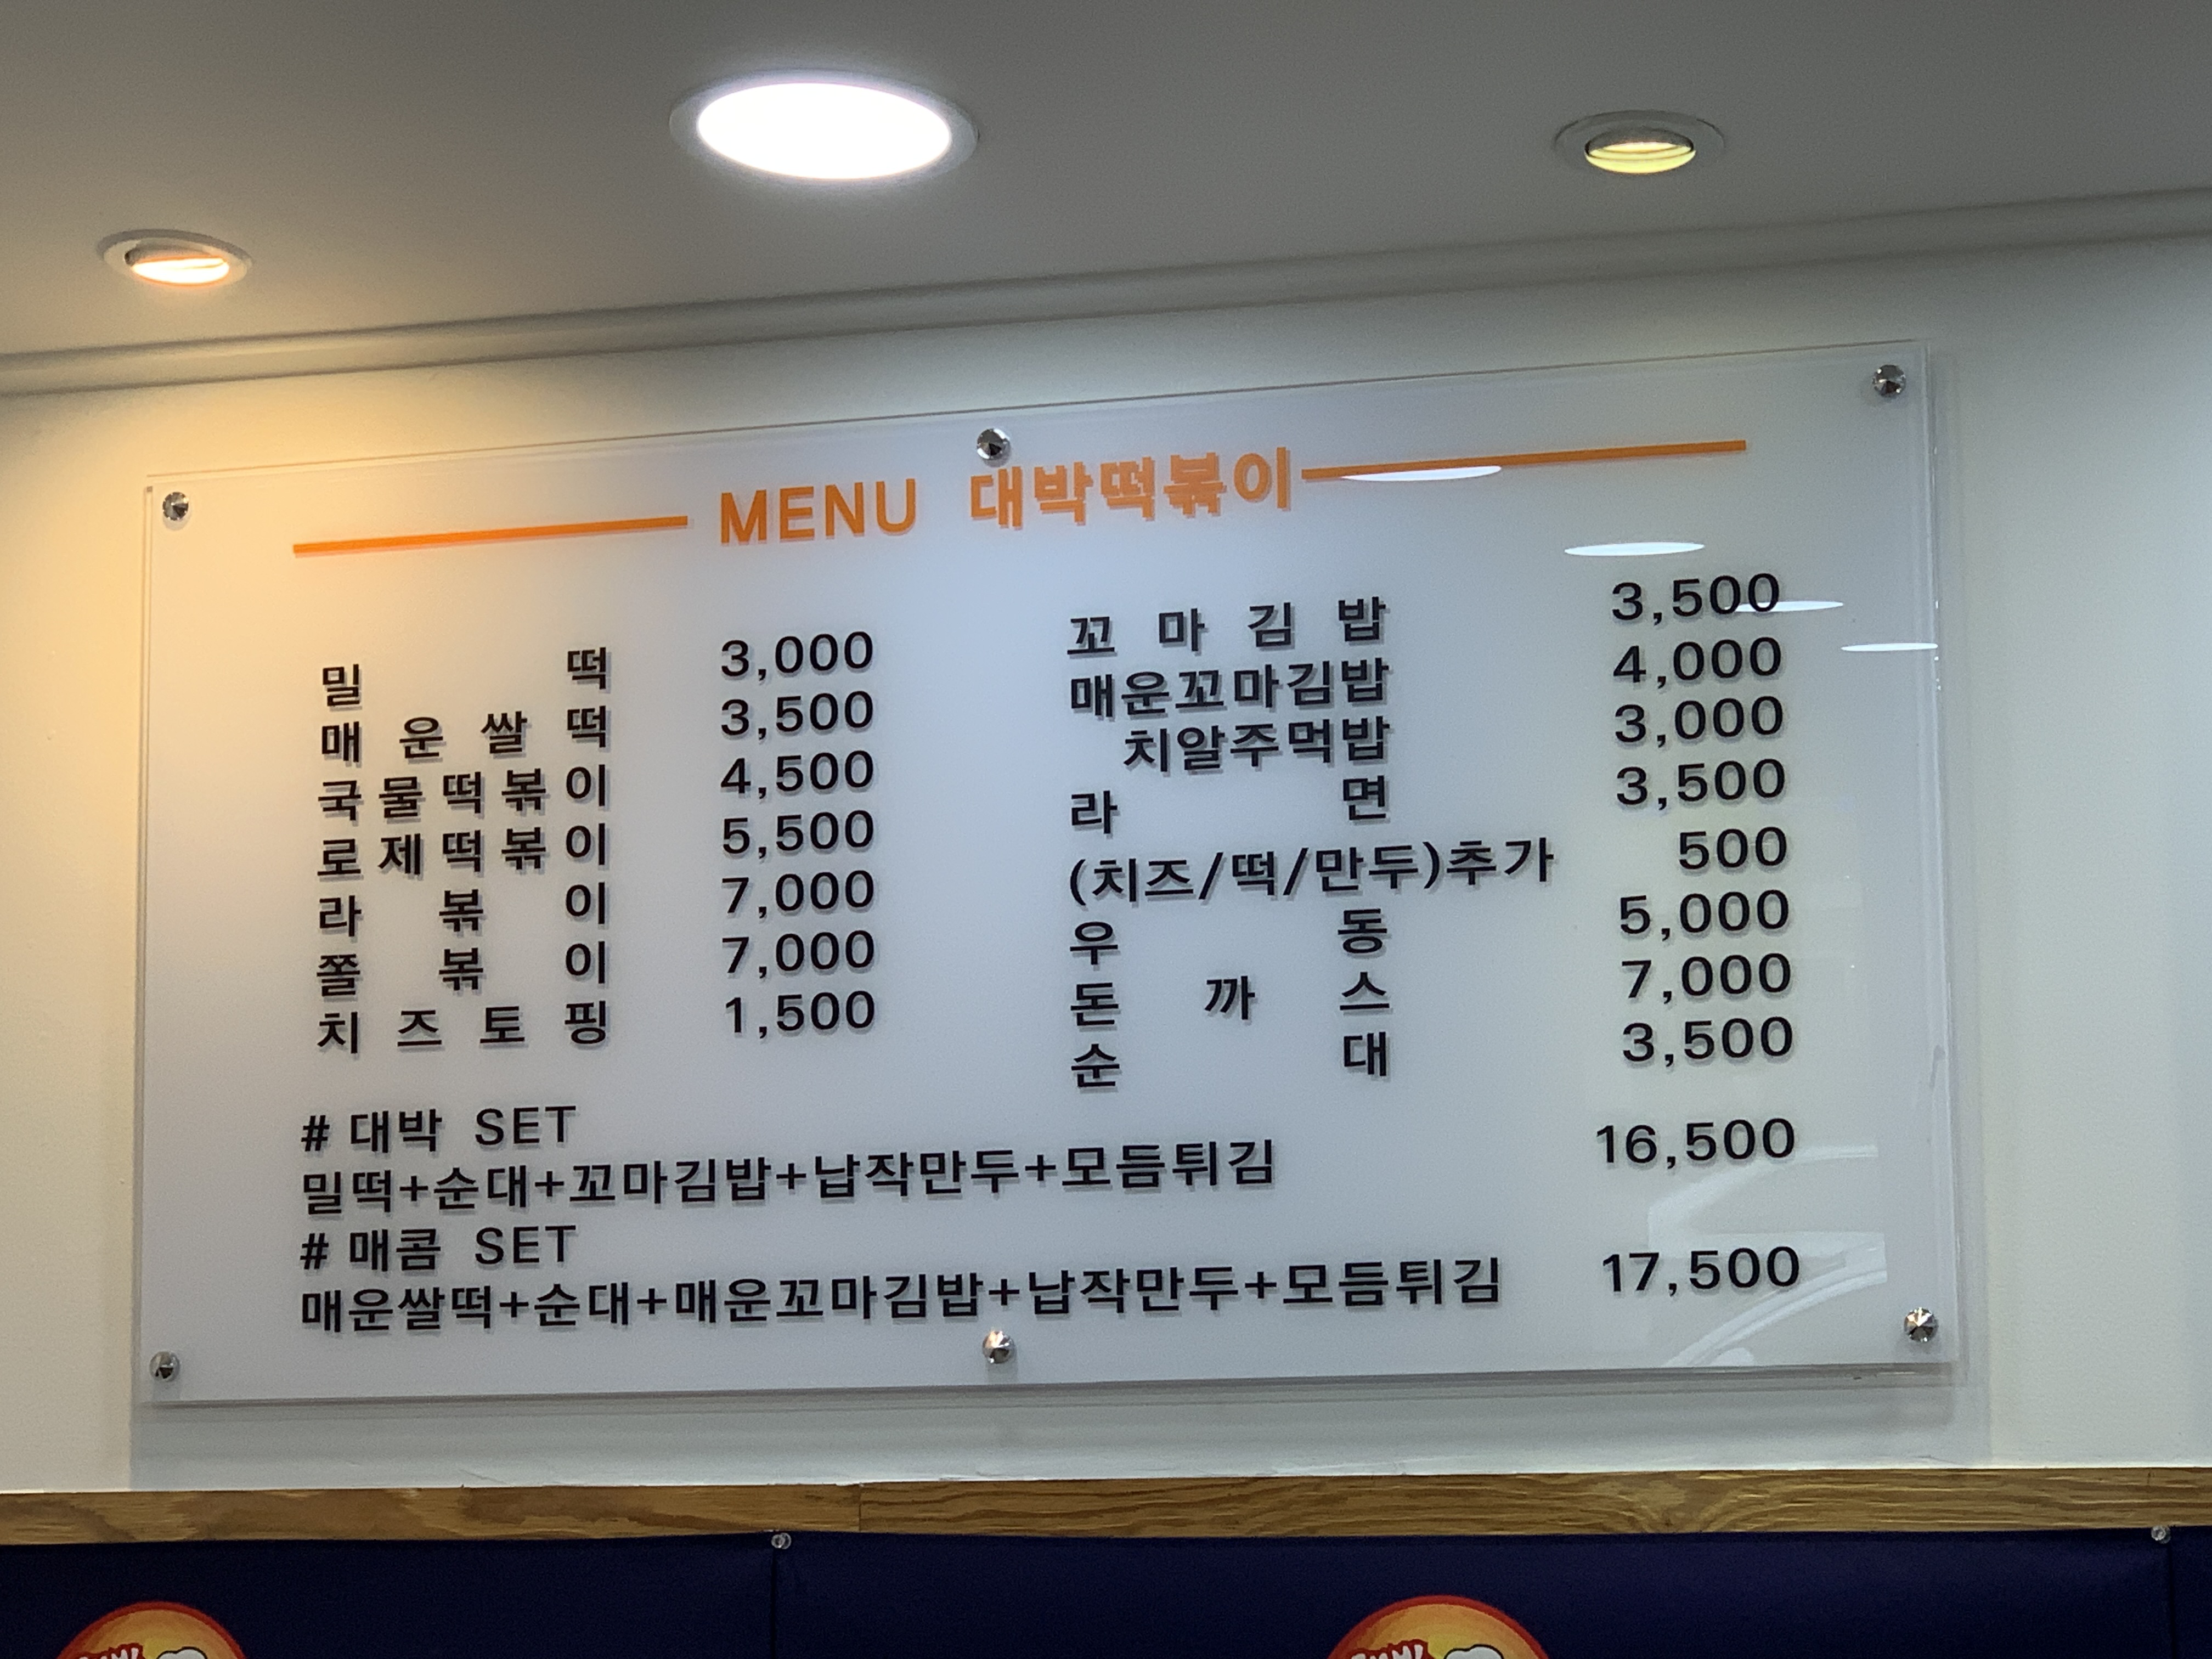 MENU 대박떡볶이
밀떡 3,000
매운쌀떡 3,500
국물떡볶이 4,500
로제떡볶이 5,500
라볶이 7,000
쫄볶이 7,000
치즈토핑 1,500
꼬마김밥 3,500
매운꼬마김밥 4,000
치알주먹밥 3,000
라면 3,500
(치즈/떡/만두)추가 500
우동 5,000
돈까스 7,000
순대 3,500
# 대박 SET
밀떡+순대+꼬마김밥+납작만두+모듬튀김 16,500
# 매콤 SET
매운쌀떡+순대+매운꼬마김밥+납작만두+모듬튀김 17,500